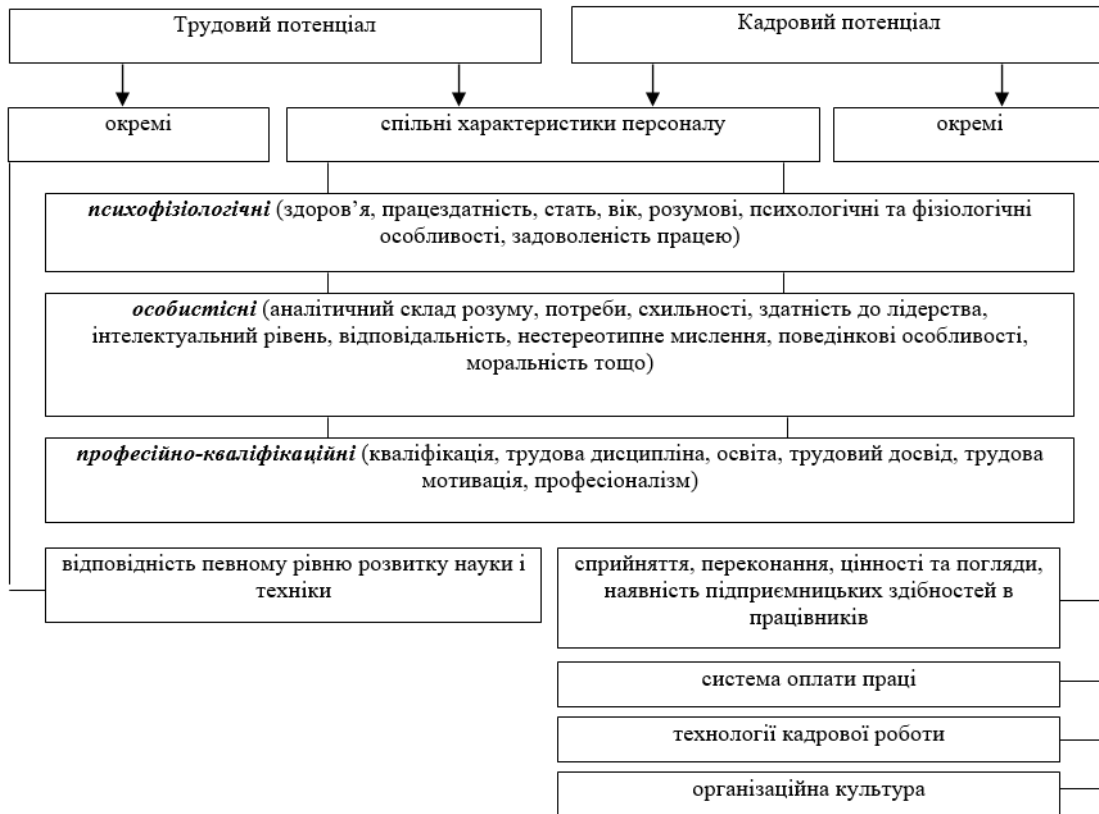 Трудовий потенціал
Кадровий потенціал
окремі
спільні характеристики персоналу
окремі
психофізіологічні (здоров’я, працездатність, стать, вік, розумові, психологічні та фізіологічні
особливості, задоволеність працею)
особистісні (аналітичний склад розуму, потреби, схильності, здатність до лідерства,
інтелектуальний рівень, відповідальність, нестереотипне мислення, поведінкові особливості,
моральність тощо)
професійно-кваліфікаційні (кваліфікація, трудова дисципліна, освіта, трудовий досвід, трудова
мотивація, професіоналізм)
відповідність певному рівню розвитку науки і
техніки
сприйняття, переконання, цінності та погляди,
наявність підприємницьких здібностей в
працівників
система оплати праці
технології кадрової роботи
організаційна культура